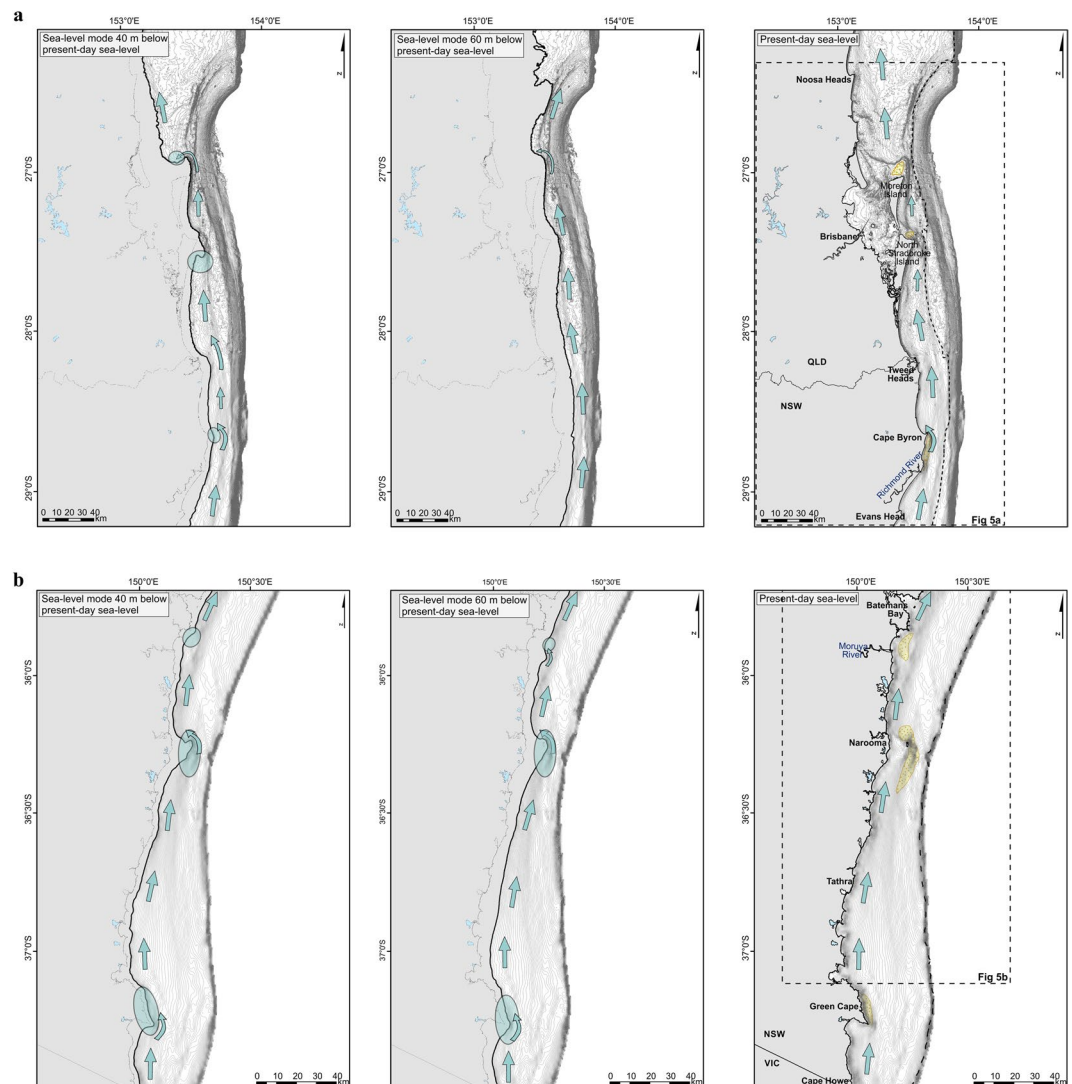 a
153°0'E
154°0'E
Sea-level mode 40 m below
present-day sea-level
z
27°0'S
28°0'S
29°0'S
0 10 20 30 40
km
153°0'E
154°0'E
Sea-level mode 60 m below
present-day sea-level
z
27°0'S
28°0'S
29°0'S
0 10 20 30 40
km
153°0'E
154°0'E
Present-day sea-level
z
Noosa Heads
27°0'S
Moreton
Island
Brisbane
North
Stradbroke
Island
28°0'S
QLD
Tweed
Heads
NSW
Cape Byron
Richmond River
29°0'S
Evans Head
0 10 20 30 40
km
Fig 5a
b
150°0'E
150°30'E
Sea-level mode 40 m below
present-day sea-level
z
36°0'S
36°30'S
37°0'S
0 10 20 30 40
km
150°0'E
150°30'E
Sea-level mode 60 m below
present-day sea-level
z
36°0'S
36°30'S
37°0'S
0 10 20 30 40
km
150°0'E
150°30'E
Present-day sea-level
z
Batemans
Bay
Moruya
River
36°0'S
Narooma
36°30'S
Tathra
37°0'S
Fig 5b
Green Cape
NSW
VIC
Cape Howe
0 10 20 30 40
km